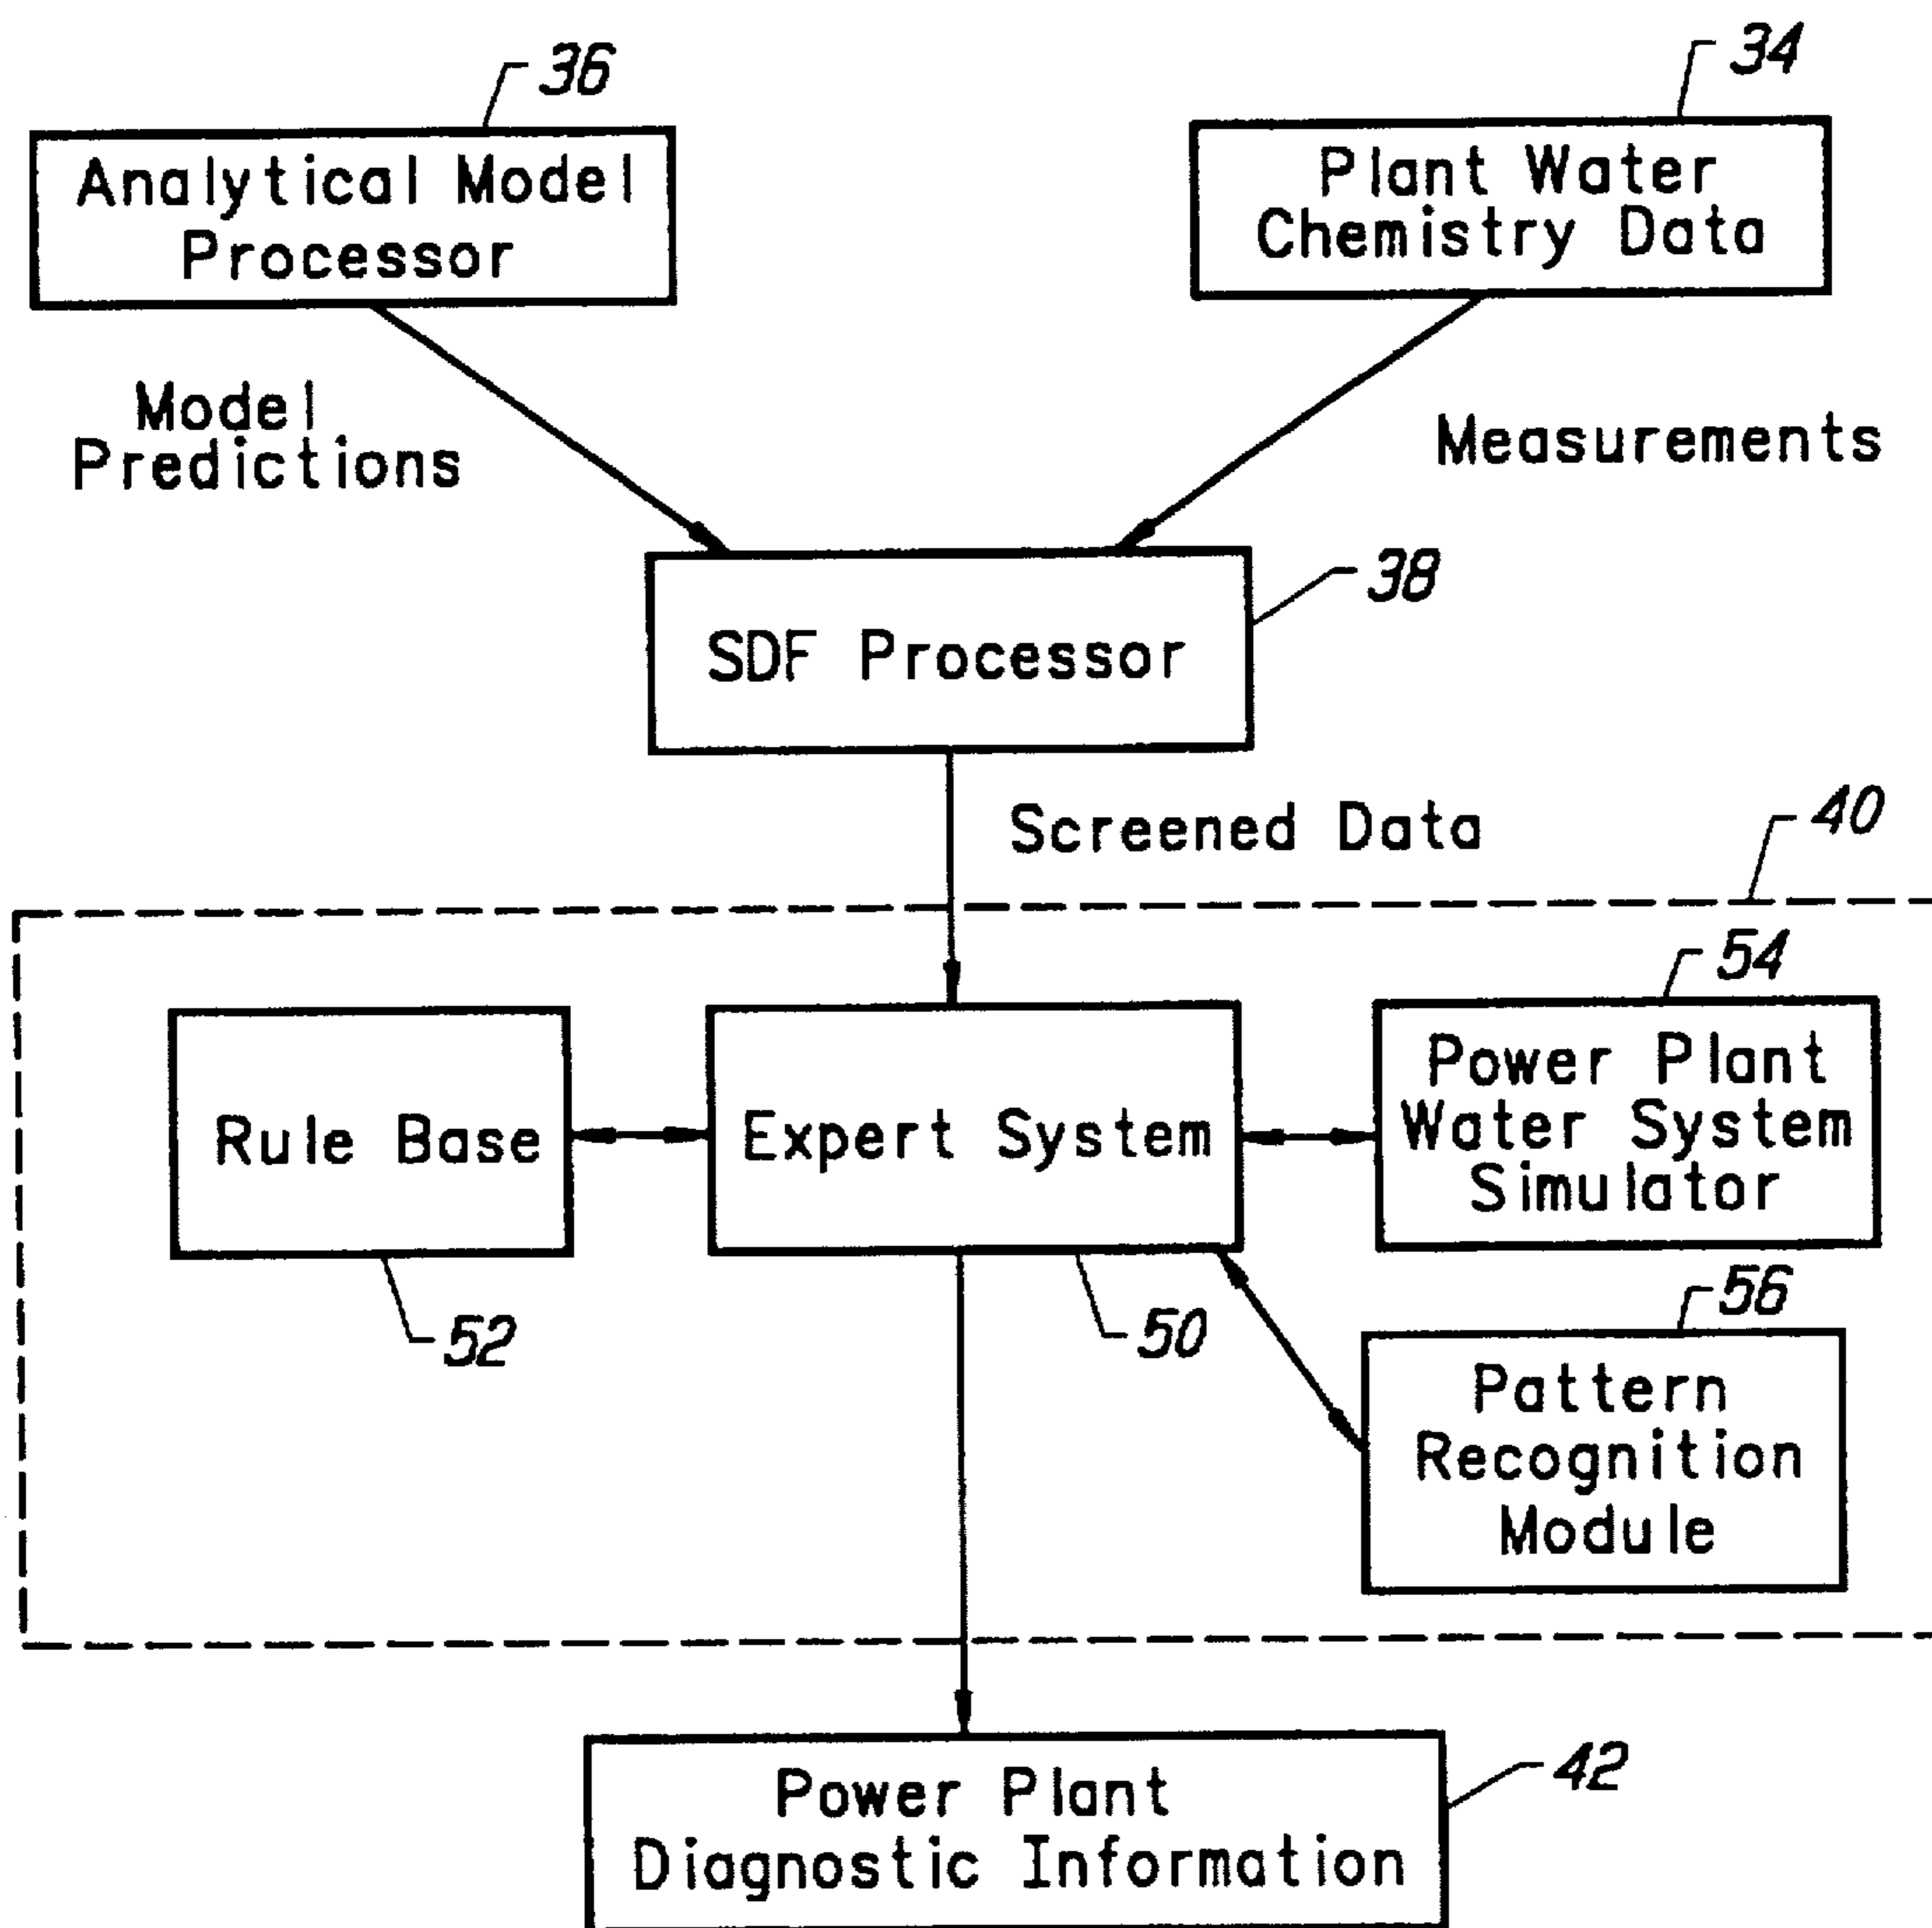 36
34
Analytical Model
Processor
Plant Water
Chemistry Data
Model
Predictions
Measurements
38
SDF Processor
Screened Data
40
54
Rule Base
Expert System
Power Plant
Water System
Simulator
52
50
56
Pattern
Recognition
Module
42
Power Plant
Diagnostic Information